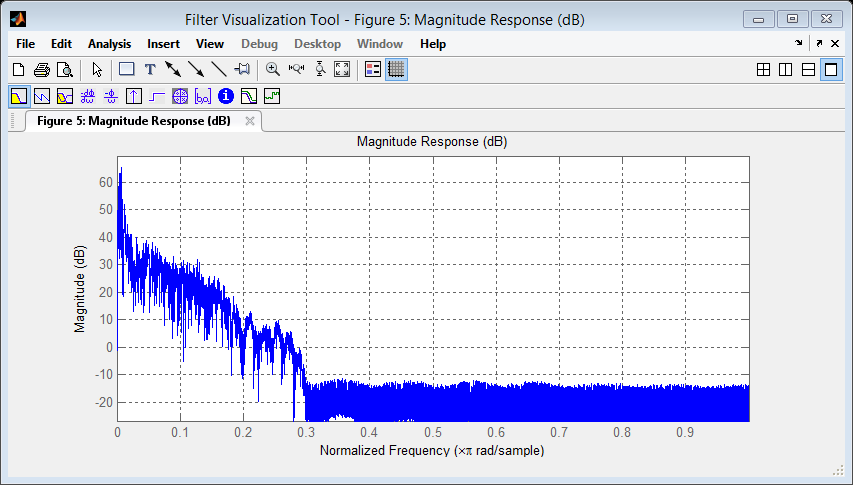 Filter Visualization Tool - Figure 5: Magnitude Response (dB)
File Edit Analysis Insert View Debug Desktop Window Help
Figure 5: Magnitude Response (dB)
Magnitude Response (dB)
60
50
40
30
20
10
0
-10
-20
Magnitude (dB)
0 0.1 0.2 0.3 0.4 0.5 0.6 0.7 0.8 0.9
Normalized Frequency (×π rad/sample)